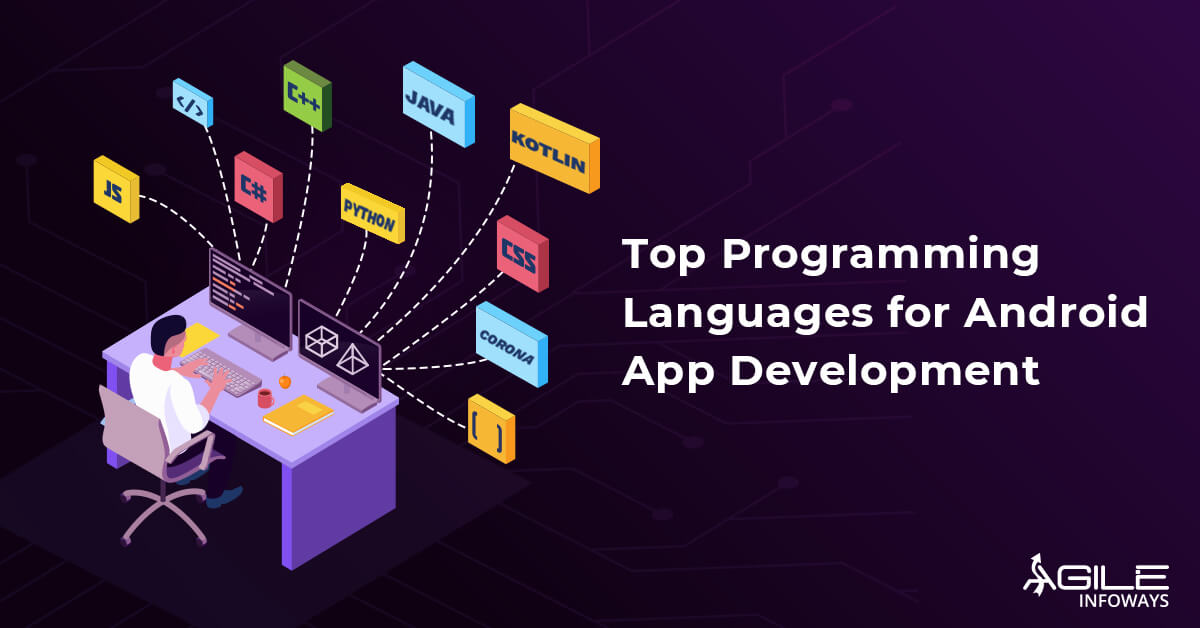 </>
C++
JAVA
KOTLIN
JS
C#
PYTHON
CSS
CORONA
[ ]
Top Programming
Languages for Android
App Development
AGILE
INFOWAYS